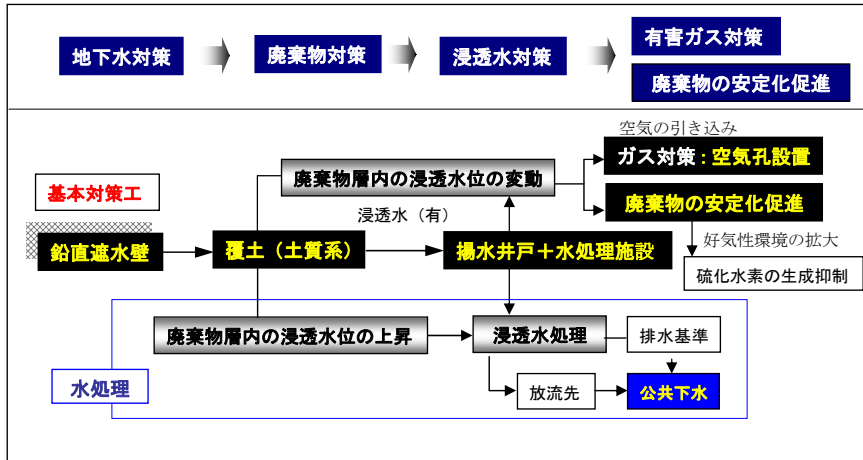 地下水対策
廃棄物対策
浸透水対策
有害ガス対策
廃棄物の安定化促進
空気の引き込み
ガス対策：空気孔設置
廃棄物層内の浸透水位の変動
基本対策工
廃棄物の安定化促進
浸透水（有）
鉛直遮水壁
覆土（土質系）
揚水井戸＋水処理施設
好気性環境の拡大
硫化水素の生成抑制
廃棄物層内の浸透水位の上昇
浸透水処理
排水基準
水処理
放流先
公共下水